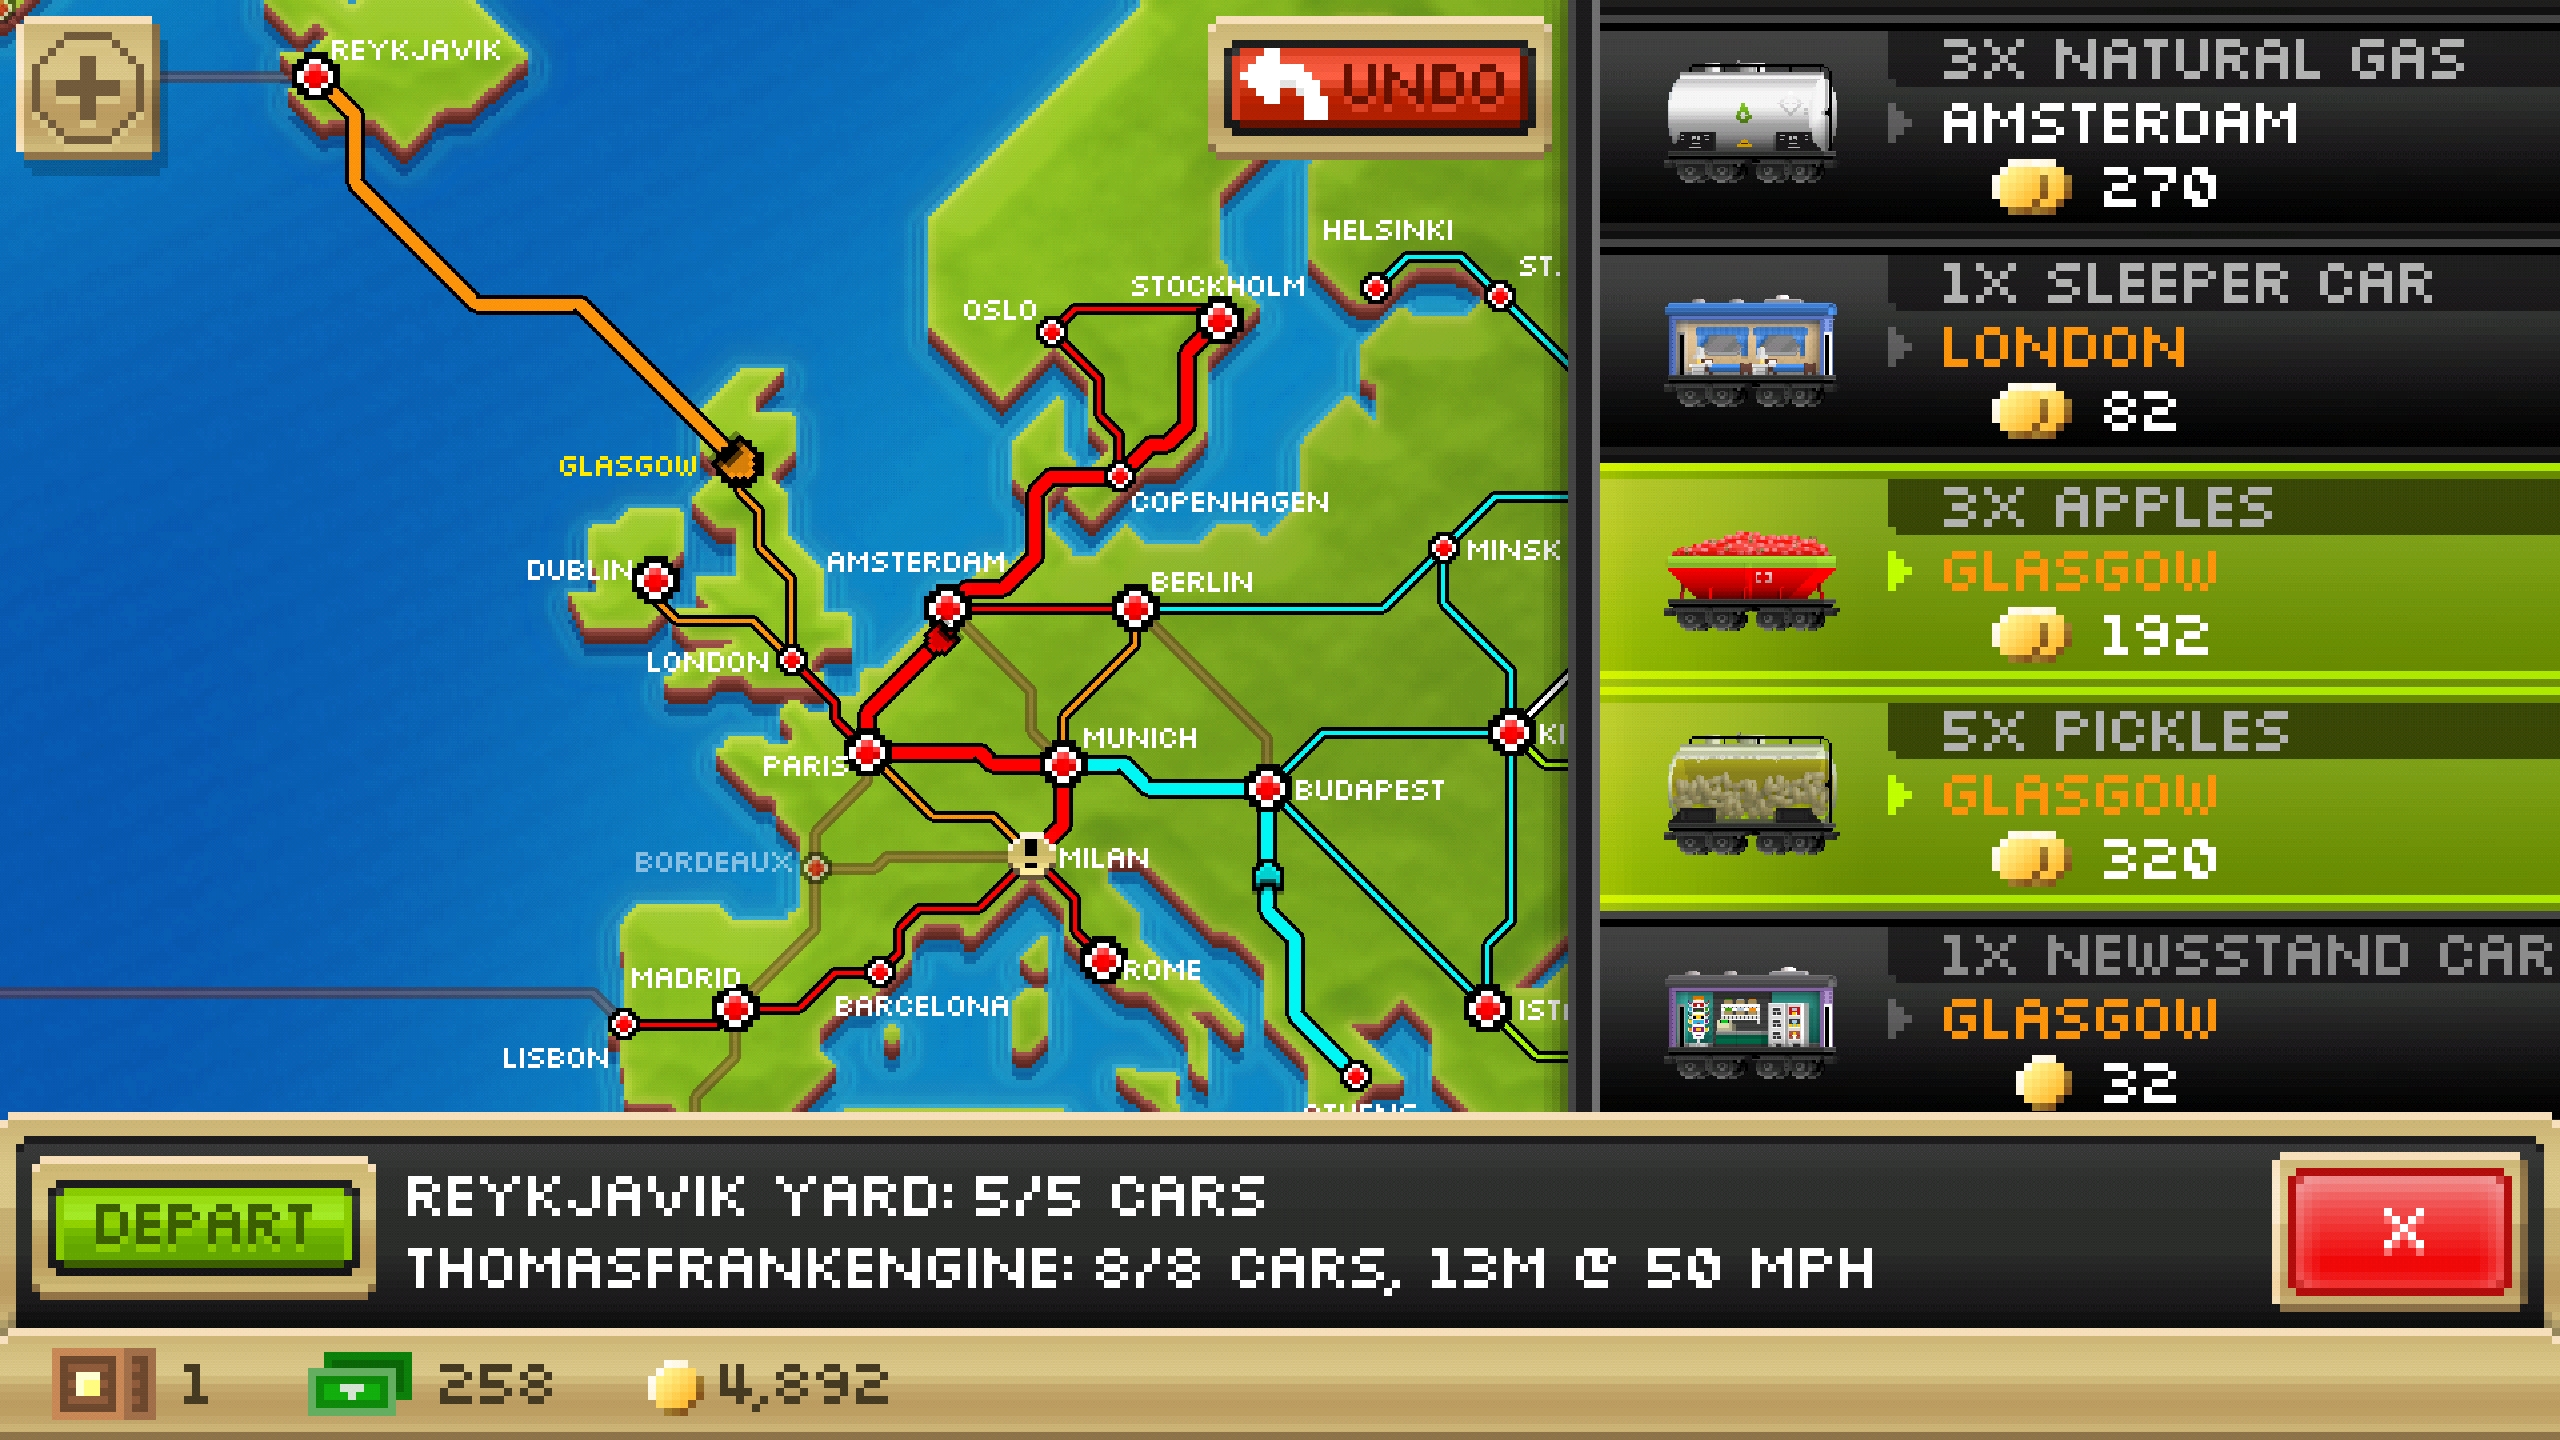 REYKJAVIK
UNDO
HELSINKI
ST.
STOCKHOLM
OSLO
GLASGOW
COPENHAGEN
DUBLIN
AMSTERDAM
BERLIN
MINSK
LONDON
PARIS
MUNICH
KI
BUDAPEST
BORDEAUX
MILAN
MADRID
BARCELONA
ROME
IST
LISBON
ATHENS
3X NATURAL GAS
AMSTERDAM
270
1X SLEEPER CAR
LONDON
82
3X APPLES
GLASGOW
192
5X PICKLES
GLASGOW
320
1X NEWSSTAND CAR
GLASGOW
32
DEPART
REYKJAVIK YARD: 5/5 CARS
THOMASFRANKENGINE: 8/8 CARS, 13M @ 50 MPH
X
1
258
4,892